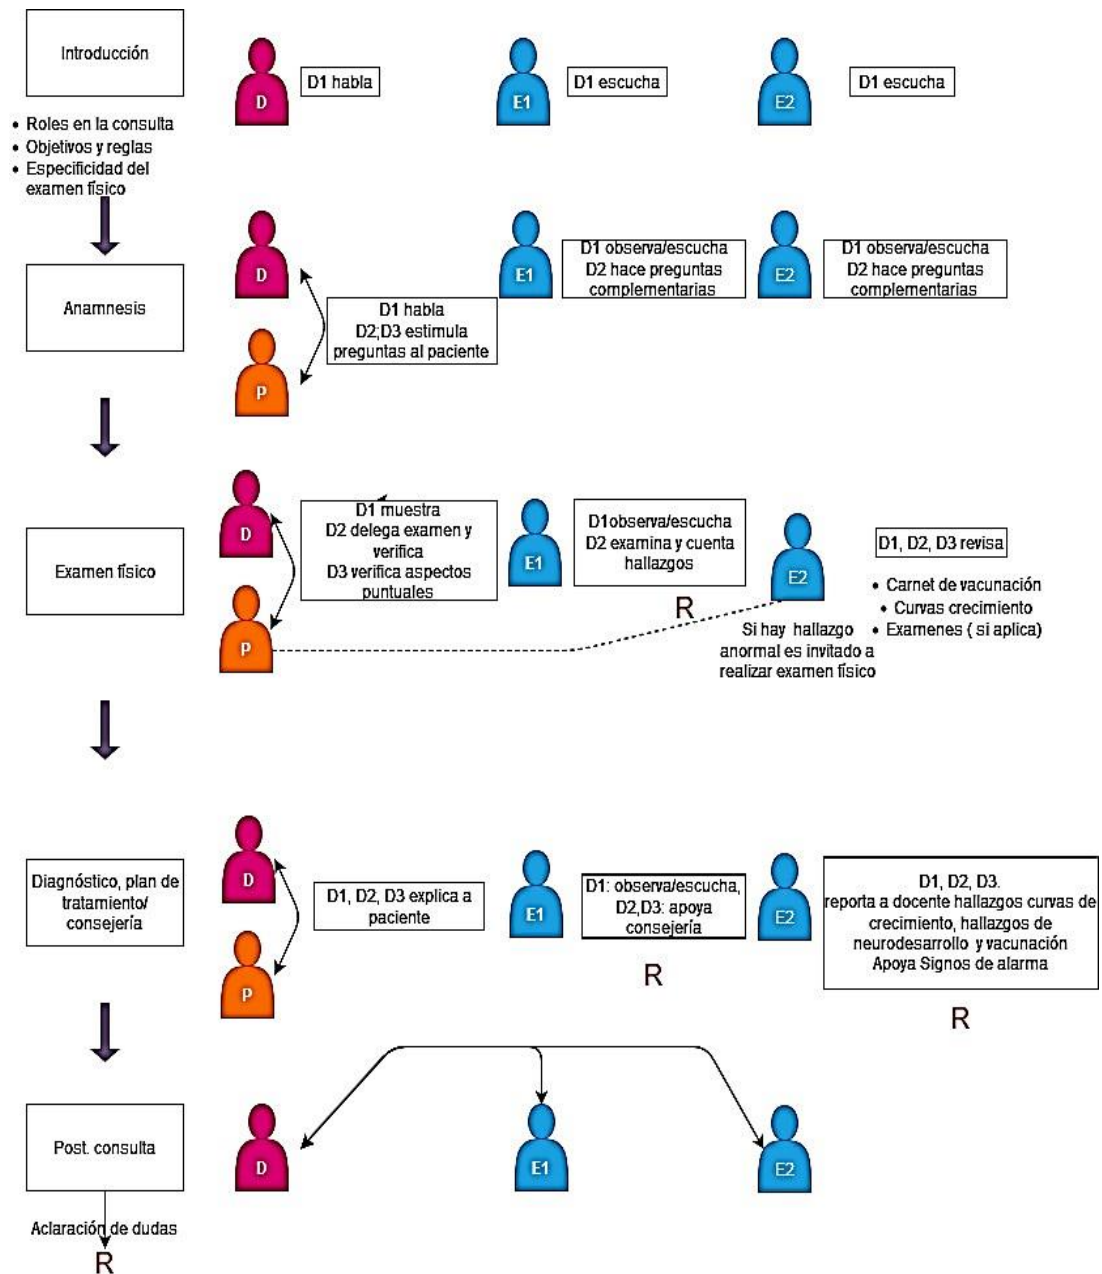 Introducción
D
D1 habla
E1
D1 escucha
E2
D1 escucha
• Roles en la consulta
• Objetivos y reglas
• Especificidad del
examen físico
Anamnesis
D
P
D1 habla
D2;D3 estimula
preguntas al paciente
E1
D1 observa/escucha
D2 hace preguntas
complementarias
E2
D1 observa/escucha
D2 hace preguntas
complementarias
Examen físico
D
P
D1 muestra
D2 delega examen y
verifica
D3 verifica aspectos
puntuales
E1
D1observa/escucha
D2 examina y cuenta
hallazgos
R
E2
Si hay hallazgo
anormal es invitado a
realizar examen físico
D1, D2, D3 revisa
• Carnet de vacunación
• Curvas crecimiento
• Examenes ( si aplica)
Diagnóstico, plan de
tratamiento/
consejería
D
P
D1, D2, D3 explica a
paciente
E1
D1: observa/escucha,
D2,D3: apoya
consejería
R
E2
D1, D2, D3.
reporta a docente hallazgos curvas de
crecimiento, hallazgos de
neurodesarrollo y vacunación
Apoya Signos de alarma
R
Post. consulta
D
E1
E2
Aclaración de dudas
R